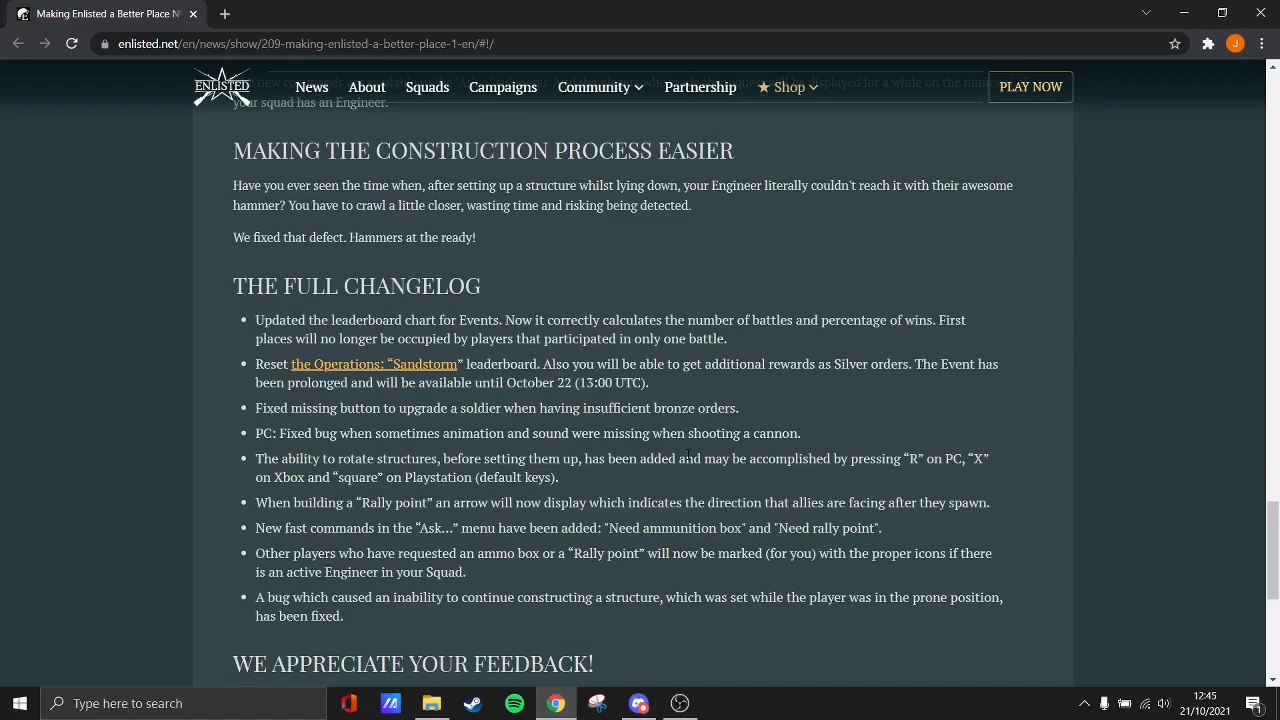 Making Enlisted a Better Place №
enlisted.net/en/news/show/209-making-enlisted-a-better-place-1-en/#!/
J
ENLISTED
News
About
Squads
Campaigns
Community
Partnership
★ Shop
PLAY NOW
your squad has an Engineer.
MAKING THE CONSTRUCTION PROCESS EASIER
Have you ever seen the time when, after setting up a structure whilst lying down, your Engineer literally couldn't reach it with their awesome
hammer? You have to crawl a little closer, wasting time and risking being detected.
We fixed that defect. Hammers at the ready!
THE FULL CHANGELOG
• Updated the leaderboard chart for Events. Now it correctly calculates the number of battles and percentage of wins. First
places will no longer be occupied by players that participated in only one battle.
• Reset the Operations: “Sandstorm” leaderboard. Also you will be able to get additional rewards as Silver orders. The Event has
been prolonged and will be available until October 22 (13:00 UTC).
• Fixed missing button to upgrade a soldier when having insufficient bronze orders.
• PC: Fixed bug when sometimes animation and sound were missing when shooting a cannon.
• The ability to rotate structures, before setting them up, has been added and may be accomplished by pressing “R” on PC, “X”
on Xbox and “square” on Playstation (default keys).
• When building a “Rally point” an arrow will now display which indicates the direction that allies are facing after they spawn.
• New fast commands in the “Ask…” menu have been added: "Need ammunition box" and "Need rally point".
• Other players who have requested an ammo box or a “Rally point” will now be marked (for you) with the proper icons if there
is an active Engineer in your Squad.
• A bug which caused an inability to continue constructing a structure, which was set while the player was in the prone position,
has been fixed.
WE APPRECIATE YOUR FEEDBACK!
Type here to search
12:45
21/10/2021